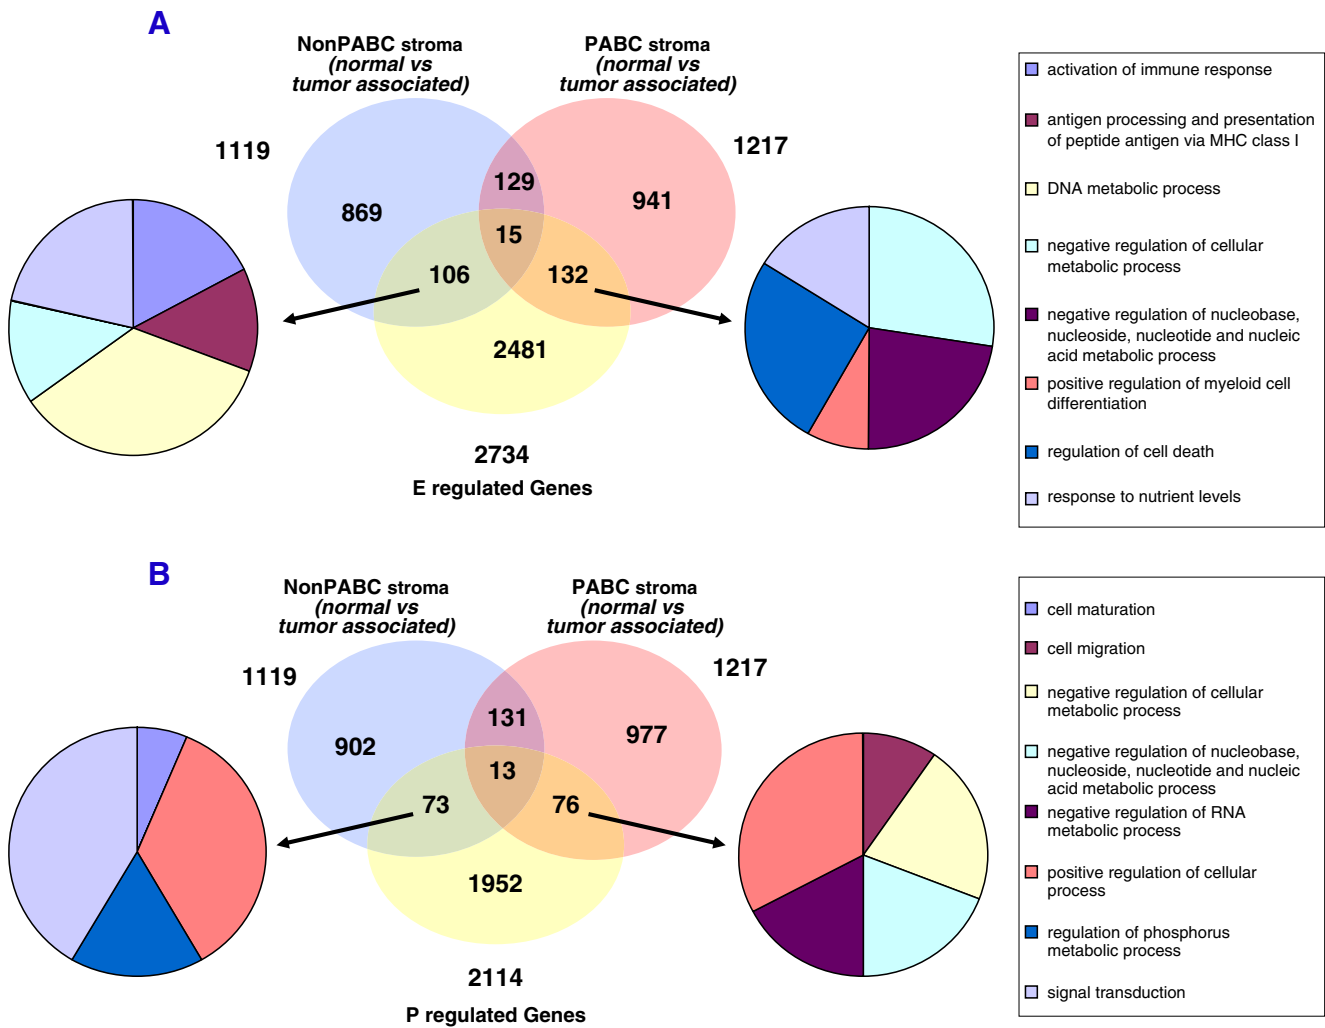 A
NonPABC stroma
(normal vs
tumor associated)
PABC stroma
(normal vs
tumor associated)
1119
1217
129
869
941
15
106
132
2481
2734
E regulated Genes
activation of immune response
antigen processing and presentation
of peptide antigen via MHC class I
DNA metabolic process
negative regulation of cellular
metabolic process
negative regulation of nucleobase,
nucleoside, nucleotide and nucleic
acid metabolic process
positive regulation of myeloid cell
differentiation
regulation of cell death
response to nutrient levels
B
NonPABC stroma
(normal vs
tumor associated)
PABC stroma
(normal vs
tumor associated)
1119
1217
131
902
977
13
73
76
1952
2114
P regulated Genes
cell maturation
cell migration
negative regulation of cellular
metabolic process
negative regulation of nucleobase,
nucleoside, nucleotide and nucleic
acid metabolic process
negative regulation of RNA
metabolic process
positive regulation of cellular
process
regulation of phosphorus
metabolic process
signal transduction